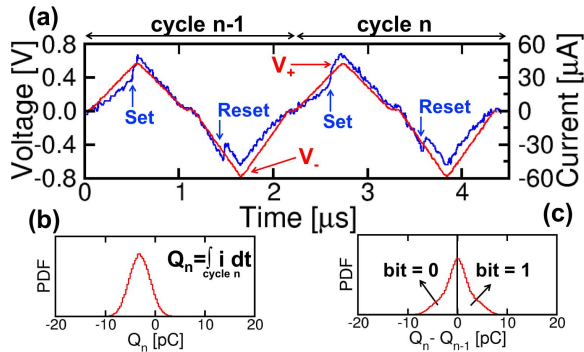 (a)
cycle n-1
cycle n
0.8
0.4
0.0
-0.4
-0.8
Voltage [V]
60
30
0
-30
-60
Current [μA]
V+
Set
Reset
V-
Set
Reset
0
1
2
3
4
Time [μs]
(b)
Qn=∫ i dt
cycle n
PDF
-20
-10
0
10
20
Qn [pC]
(c)
bit = 0
bit = 1
PDF
-20
-10
0
10
20
Qn- Qn-1 [pC]